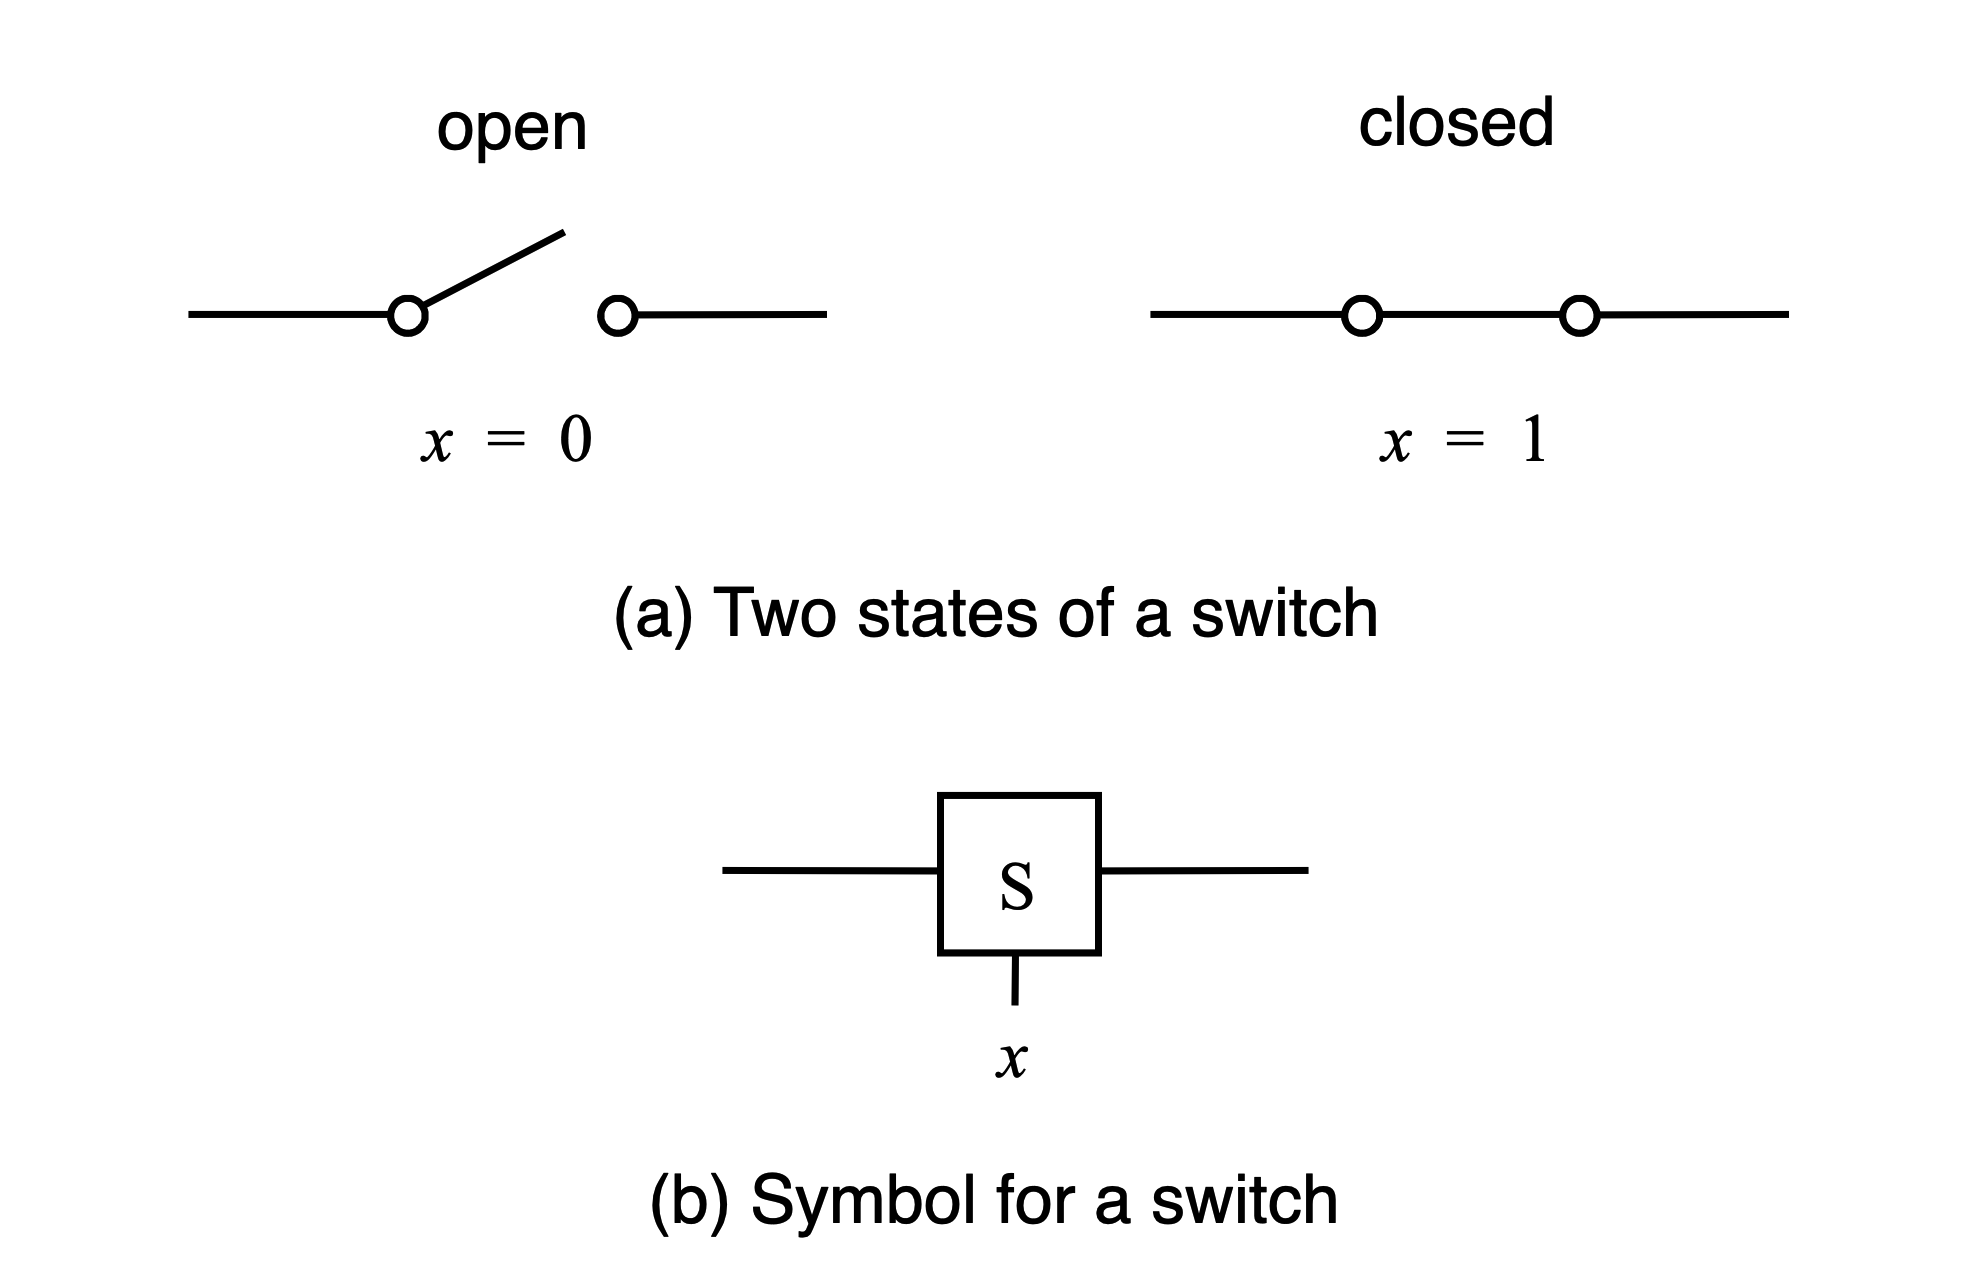 open
closed
x = 0
x = 1
(a) Two states of a switch
S
x
(b) Symbol for a switch